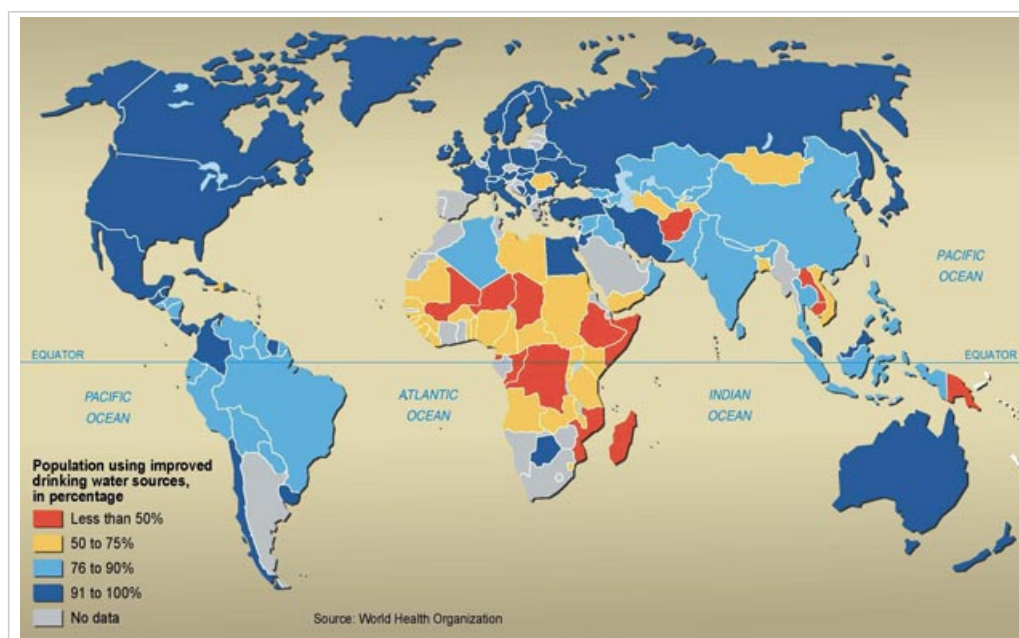 PACIFIC
OCEAN
EQUATOR
EQUATOR
PACIFIC
OCEAN
ATLANTIC
OCEAN
INDIAN
OCEAN
Population using improved
drinking water sources,
in percentage
Less than 50%
50 to 75%
76 to 90%
91 to 100%
No data
Source: World Health Organization